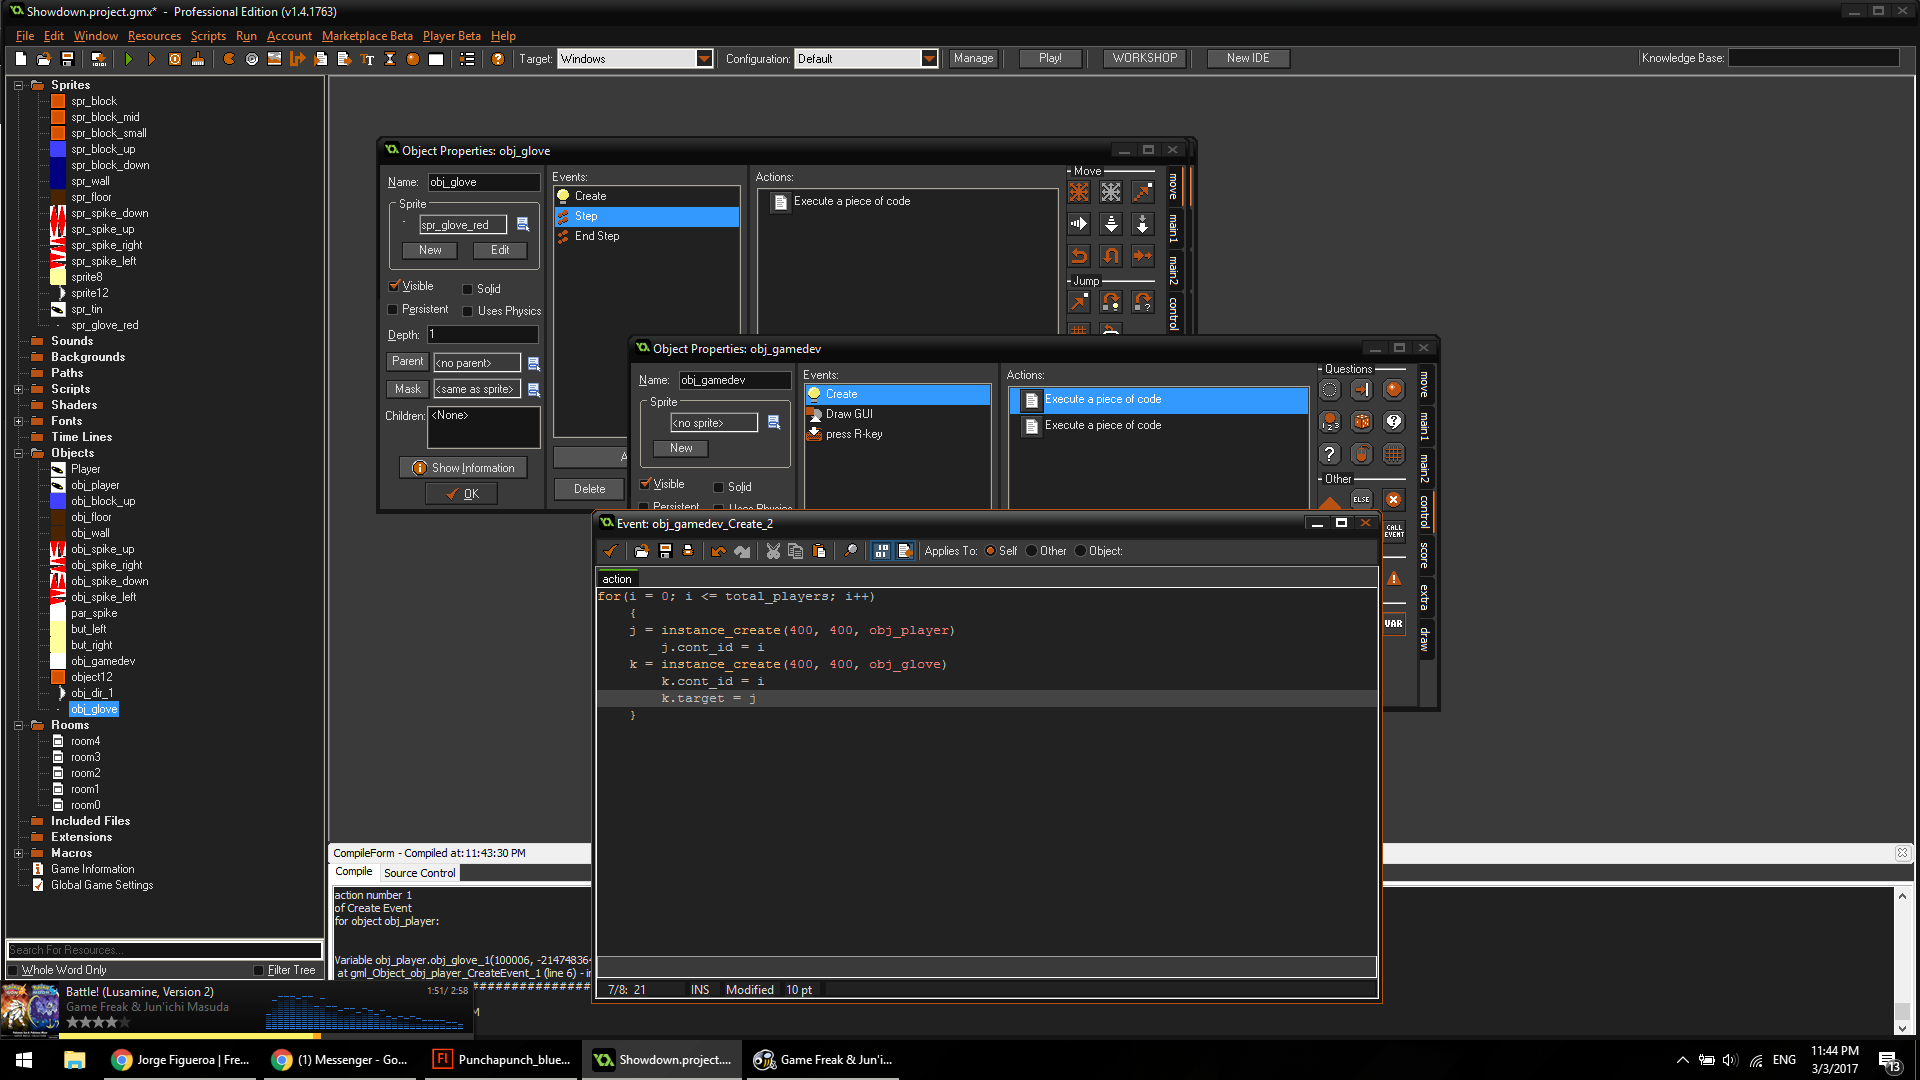 Showdown.project.gmx* - Professional Edition (v1.4.1763)
File Edit Window Resources Scripts Run Account Marketplace Beta Player Beta Help
Target: Windows Configuration: Default Manage Play! WORKSHOP New IDE Knowledge Base:
Sprites
spr_block
spr_block_mid
spr_block_small
spr_block_up
spr_block_down
spr_wall
spr_floor
spr_spike_down
spr_spike_up
spr_spike_right
spr_spike_left
sprite8
sprite12
spr_tin
spr_glove_red
Sounds
Backgrounds
Paths
Scripts
Shaders
Fonts
Time Lines
Objects
Player
obj_player
obj_block_up
obj_floor
obj_wall
obj_spike_up
obj_spike_right
obj_spike_down
obj_spike_left
par_spike
but_left
but_right
obj_gamedev
object12
obj_dir_1
obj_glove
Rooms
room4
room3
room2
room1
room0
Included Files
Extensions
Macros
Game Information
Global Game Settings
Search For Resources...
Whole Word Only Filter Tree
Object Properties: obj_glove
Name: obj_glove
Sprite
spr_glove_red
New Edit
Visible Solid
Persistent Uses Physics
Depth: 1
Parent <no parent>
Mask <same as sprite>
Children: <None>
Show Information
OK
Events:
Create
Step
End Step
A
Delete
Actions:
Execute a piece of code
Move
Jump
move
main1
main2
control
Object Properties: obj_gamedev
Name: obj_gamedev
Sprite
<no sprite>
New
Visible Solid
Persistent Uses Physics
Events:
Create
Draw GUI
press R-key
Actions:
Execute a piece of code
Execute a piece of code
Questions
Other
ELSE
CALL EVENT
VAR
move
main1
main2
control
score
extra
draw
Event: obj_gamedev_Create_2
Applies To: Self Other Object:
action
for(i = 0; i <= total_players; i++)
{
j = instance_create(400, 400, obj_player)
j.cont_id = i
k = instance_create(400, 400, obj_glove)
k.cont_id = i
k.target = j
}
7/8: 21 INS Modified 10 pt
CompileForm - Compiled at:11:43:30 PM
Compile Source Control
action number 1
of Create Event
for object obj_player:
Variable obj_player.obj_glove_1(100006, -21474836
at gml_Object_obj_player_CreateEvent_1 (line 6) - i
Battle! (Lusamine, Version 2) 1:51/ 2:58
Game Freak & Jun'ichi Masuda
Jorge Figueroa | Fre...
(1) Messenger - Go...
Punchapunch_blue...
Showdown.project....
Game Freak & Jun'i...
ENG
11:44 PM
3/3/2017
13